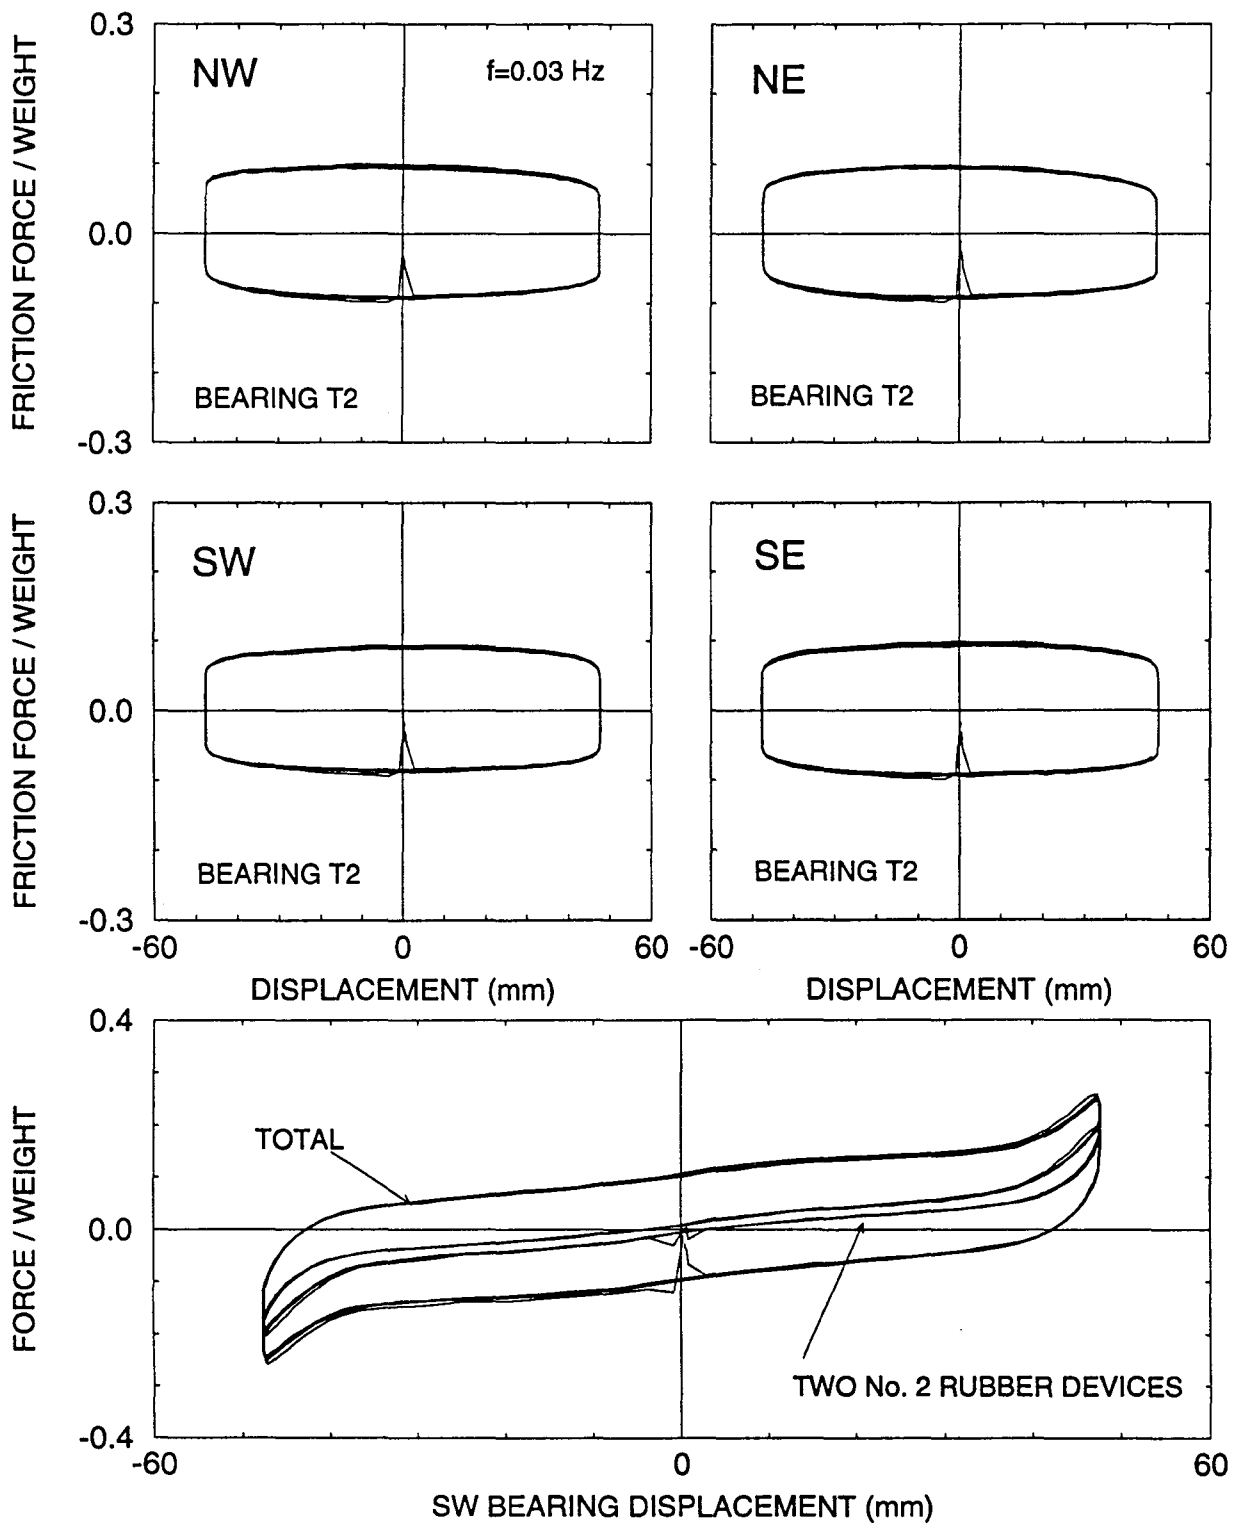 0.3
NW
f=0.03 Hz
NE
FRICTION FORCE / WEIGHT
0.0
BEARING T2
BEARING T2
-0.3
0.3
SW
SE
FRICTION FORCE / WEIGHT
0.0
BEARING T2
BEARING T2
-0.3
-60
0
60
-60
0
60
DISPLACEMENT (mm)
DISPLACEMENT (mm)
0.4
TOTAL
FORCE / WEIGHT
0.0
TWO No. 2 RUBBER DEVICES
-0.4
-60
0
60
SW BEARING DISPLACEMENT (mm)